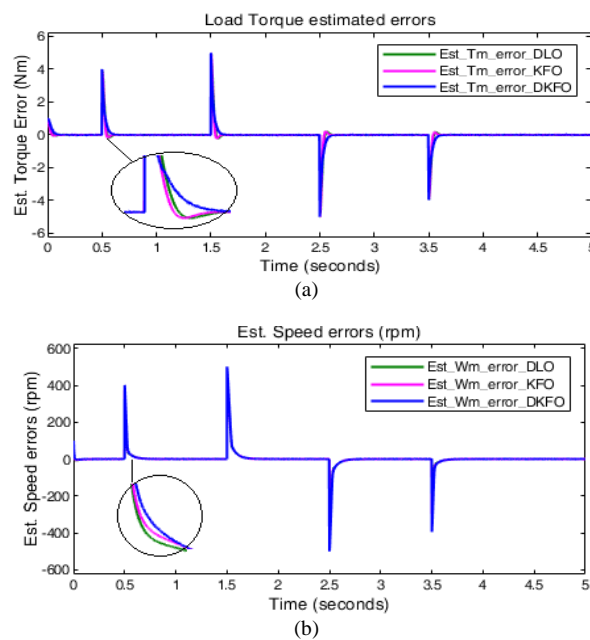 Load Torque estimated errors
Est. Torque Error (Nm)
6
4
2
0
-2
-4
-6
Est_Tm_error_DLO
Est_Tm_error_KFO
Est_Tm_error_DKFO
0 0.5 1 1.5 2 2.5 3 3.5 4 4.5 5
Time (seconds)
(a)
Est. Speed errors (rpm)
Est. Speed errors (rpm)
600
400
200
0
-200
-400
-600
Est_Wm_error_DLO
Est_Wm_error_KFO
Est_Wm_error_DKFO
0 0.5 1 1.5 2 2.5 3 3.5 4 4.5 5
Time (seconds)
(b)